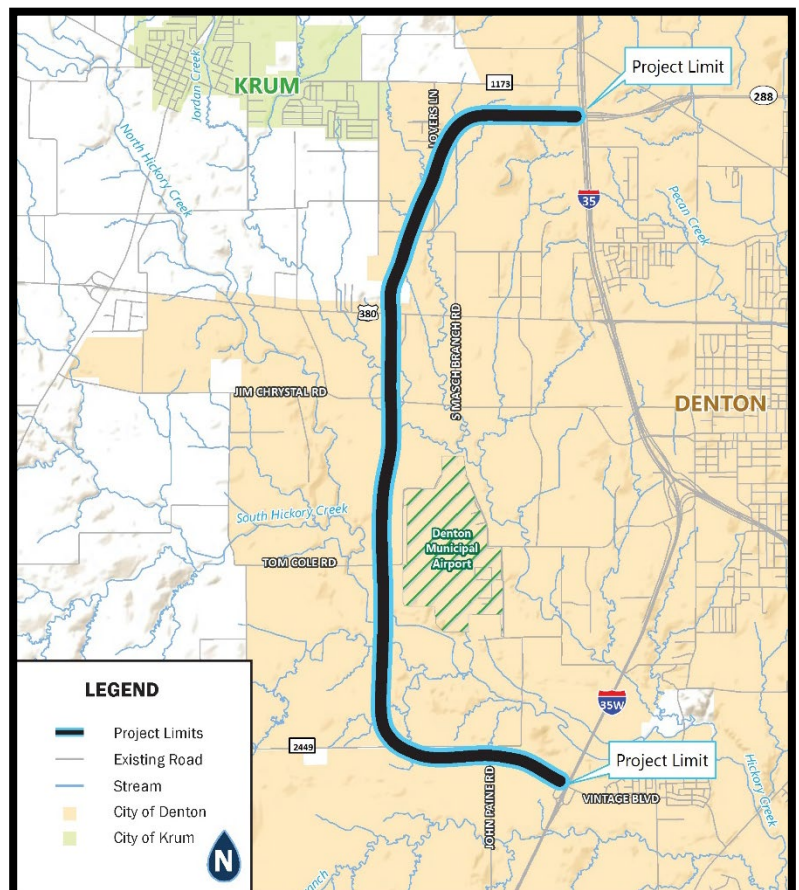 Project Limit
1173
288
KRUM
Jordan Creek
LOVERS LN
North Hickory Creek
35
Pecan Creek
380
S MASCH BRANCH RD
JIM CHRYSTAL RD
DENTON
South Hickory Creek
Denton
Municipal
Airport
TOM COLE RD
35W
LEGEND
Project Limits
Existing Road
Stream
City of Denton
City of Krum
N
2449
Project Limit
JOHN PAINE RD
VINTAGE BLVD
Hickory Creek
Branch